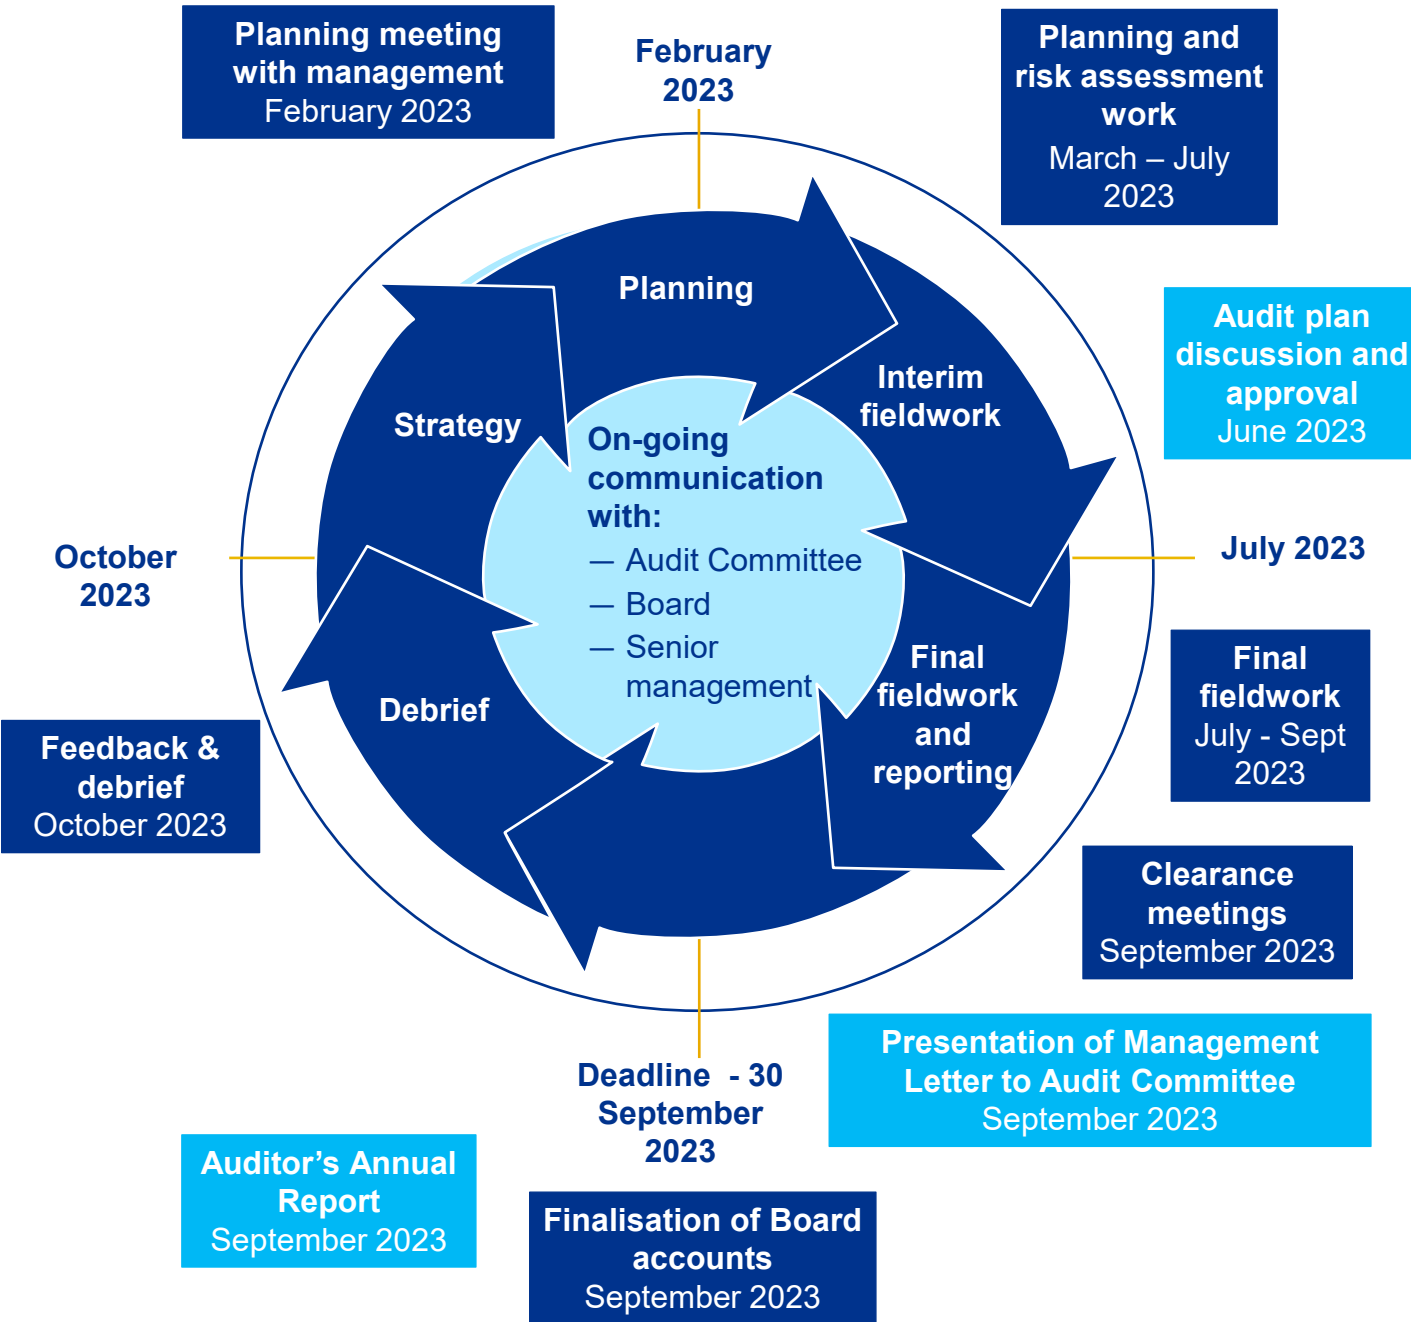 Planning meeting
with management
February 2023
February
2023
Planning and
risk assessment
work
March – July
2023
Planning
Interim
fieldwork
Audit plan
discussion and
approval
June 2023
Strategy
On-going
communication
with:
— Audit Committee
— Board
— Senior
management
October
2023
July 2023
Final
fieldwork
and
reporting
Final
fieldwork
July - Sept
2023
Debrief
Feedback &
debrief
October 2023
Clearance
meetings
September 2023
Presentation of Management
Letter to Audit Committee
September 2023
Deadline - 30
September
2023
Auditor’s Annual
Report
September 2023
Finalisation of Board
accounts
September 2023